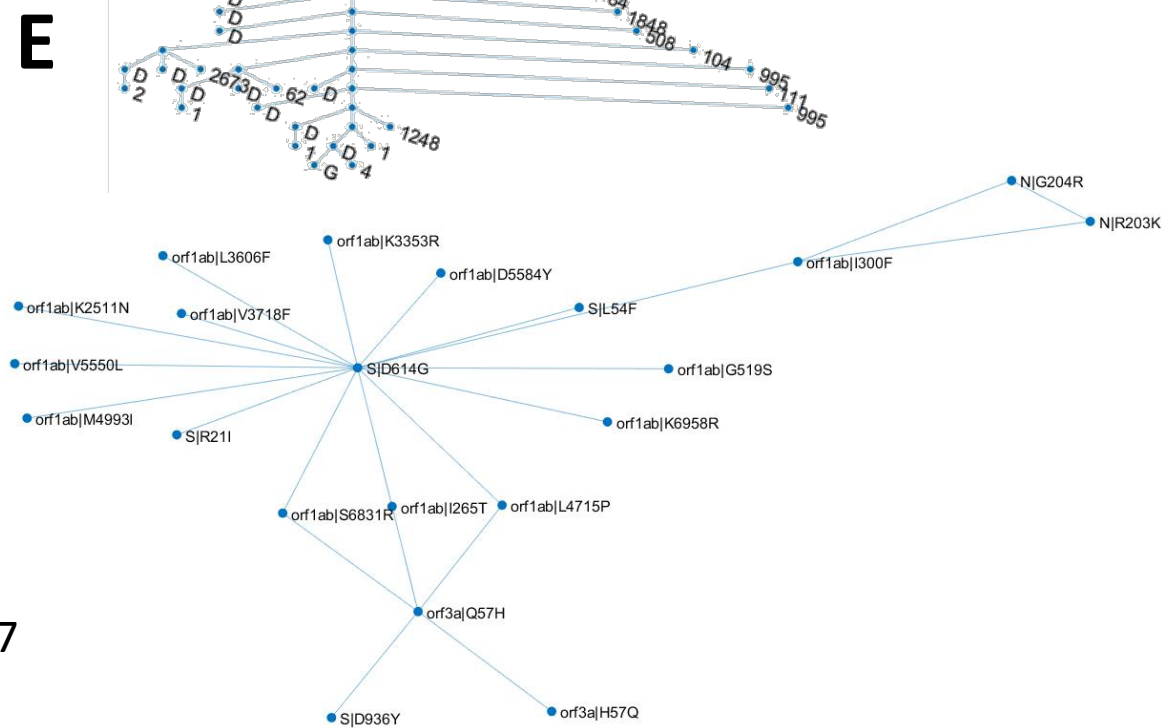 D
1848
D
508
E
D
104
995
D
D
2673
D
62
D
111
2
D
D
995
1
D
1248
1
D
1
G
4
N|G204R
N|R203K
orf1ab|K3353R
orf1ab|L3606F
orf1ab|I300F
orf1ab|D5584Y
orf1ab|K2511N
S|L54F
orf1ab|V3718F
orf1ab|V5550L
S|D614G
orf1ab|G519S
orf1ab|M4993I
orf1ab|K6958R
S|R21I
orf1ab|S6831R
orf1ab|I265T
orf1ab|L4715P
orf3a|Q57H
7
S|D936Y
orf3a|H57Q